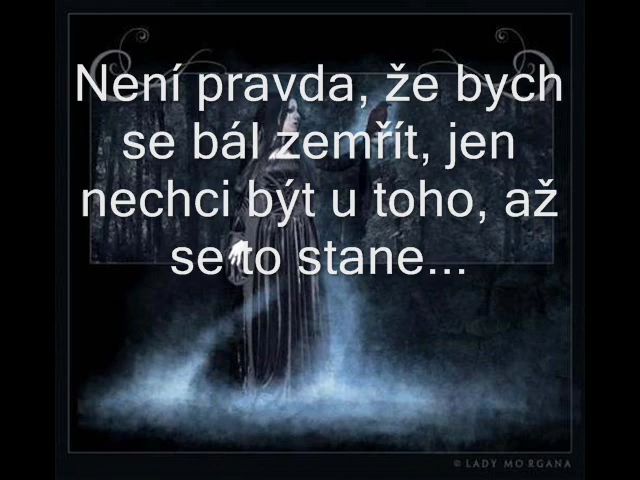 Není pravda, že bych
se bál zemřít, jen
nechci být u toho, až
se to stane...
© LADY MORGANA